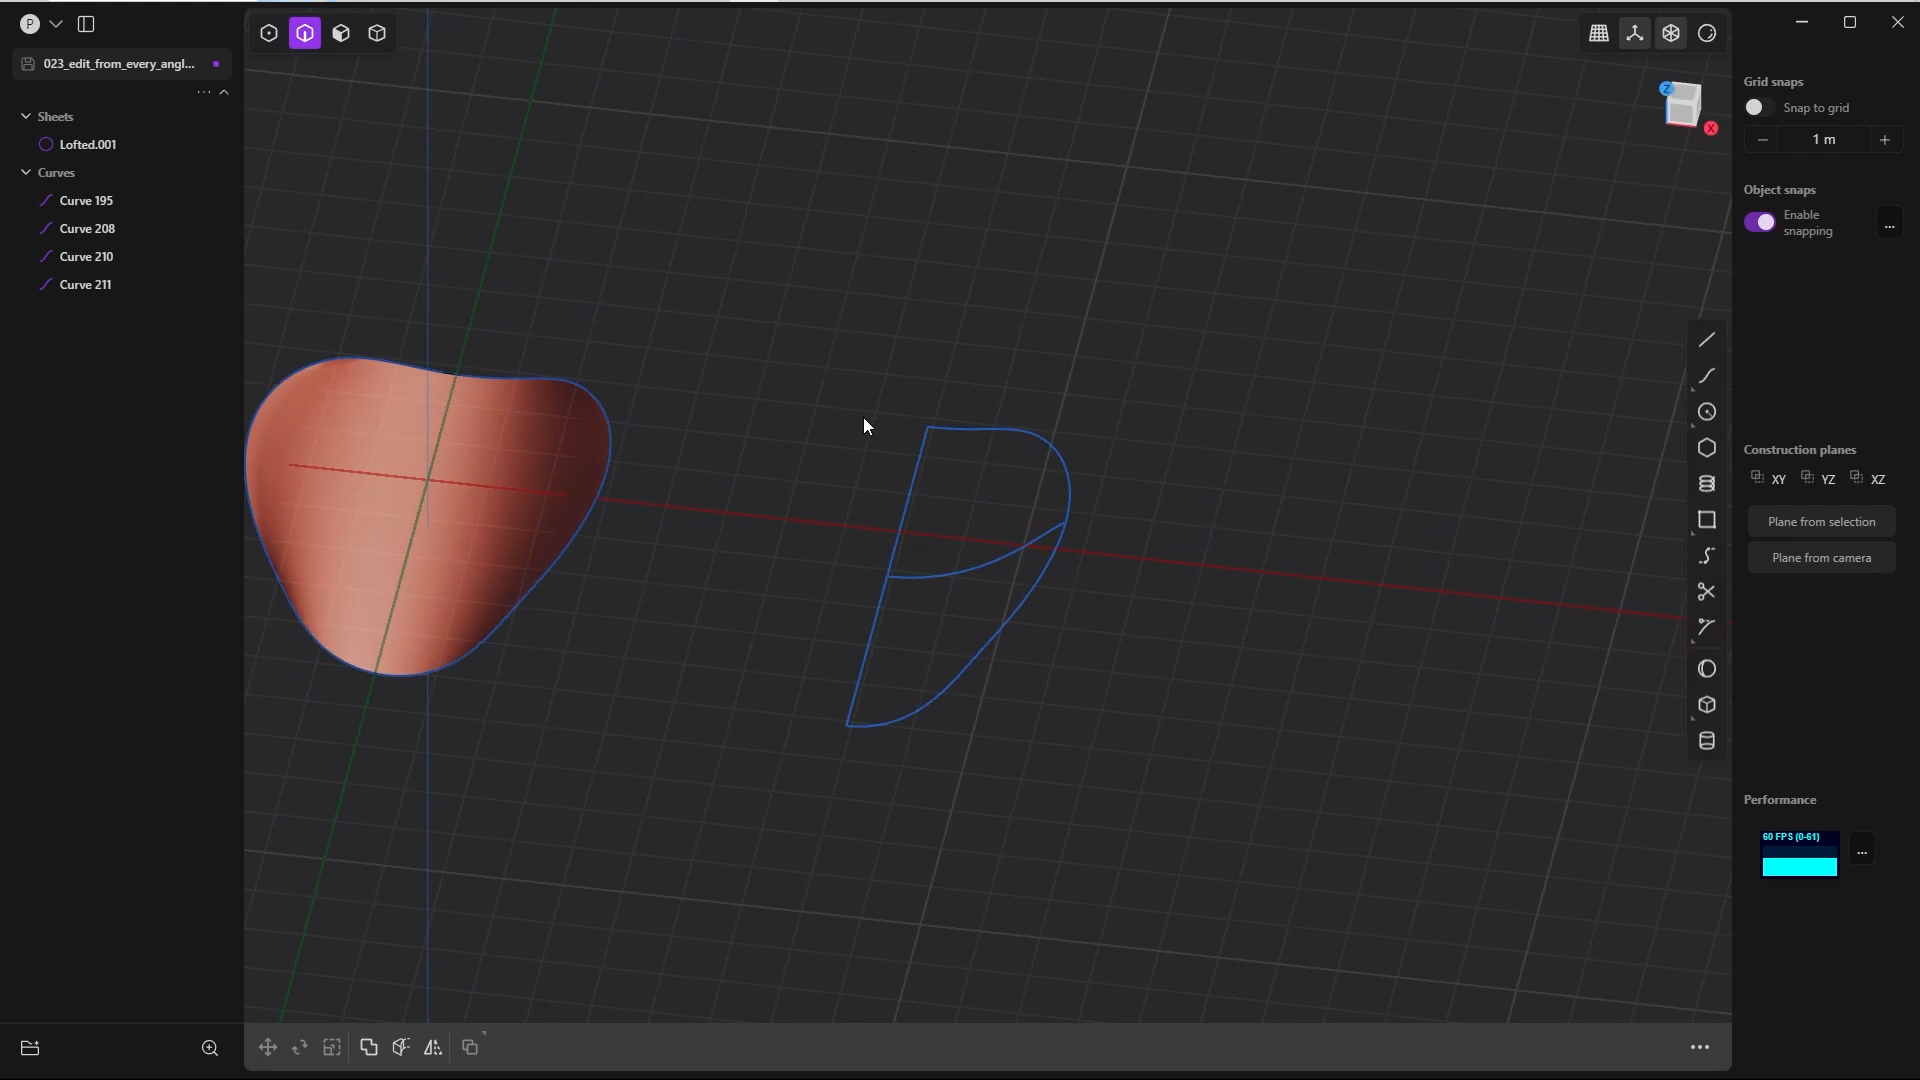 P
023_edit_from_every_angl...
Sheets
Lofted.001
Curves
Curve 195
Curve 208
Curve 210
Curve 211
Z
X
Grid snaps
Snap to grid
1 m
Object snaps
Enable
snapping
...
Construction planes
XY YZ XZ
Plane from selection
Plane from camera
Performance
60 FPS (0-61)
...